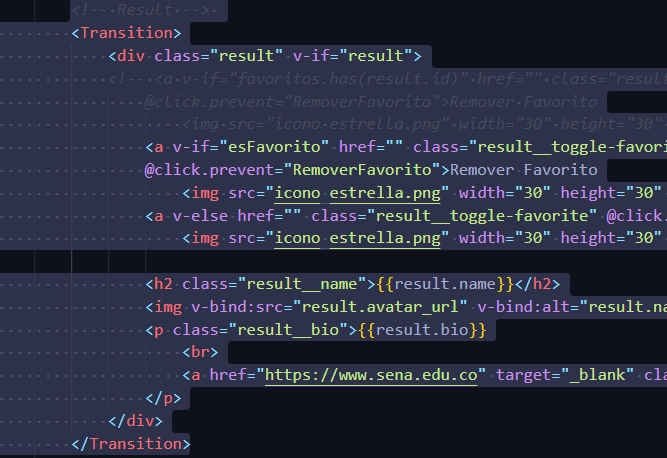 <!-- Result -->
<Transition>
<div class="result" v-if="result">
<!-- <a v-if="favoritos.has(result.id)" href="" class="resul
@click.prevent="RemoverFavorito">Remover Favorito
<img src="icono estrella.png" width="30" height="30"
<a v-if="esFavorito" href="" class="result__toggle-favori
@click.prevent="RemoverFavorito">Remover Favorito
<img src="icono estrella.png" width="30" height="30"
<a v-else href="" class="result__toggle-favorite" @click.
<img src="icono estrella.png" width="30" height="30"
<h2 class="result__name">{{result.name}}</h2>
<img v-bind:src="result.avatar_url" v-bind:alt="result.na
<p class="result__bio">{{result.bio}}
<br>
<a href="https://www.sena.edu.co" target="_blank" cla
</p>
</div>
</Transition>